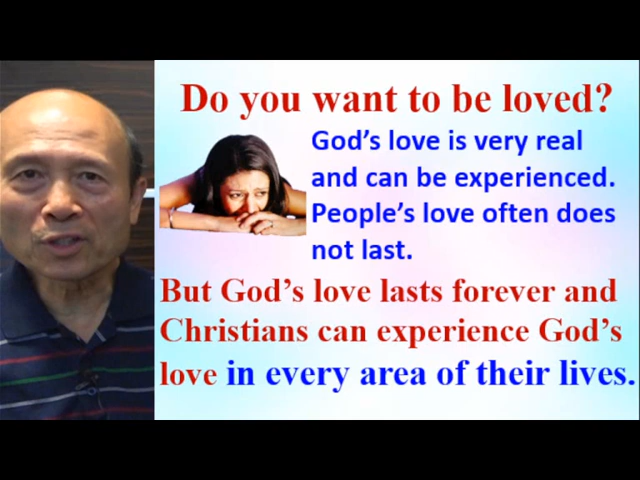 Do you want to be loved?
God's love is very real
and can be experienced.
People's love often does
not last.
But God's love lasts forever and
Christians can experience God's
love in every area of their lives.